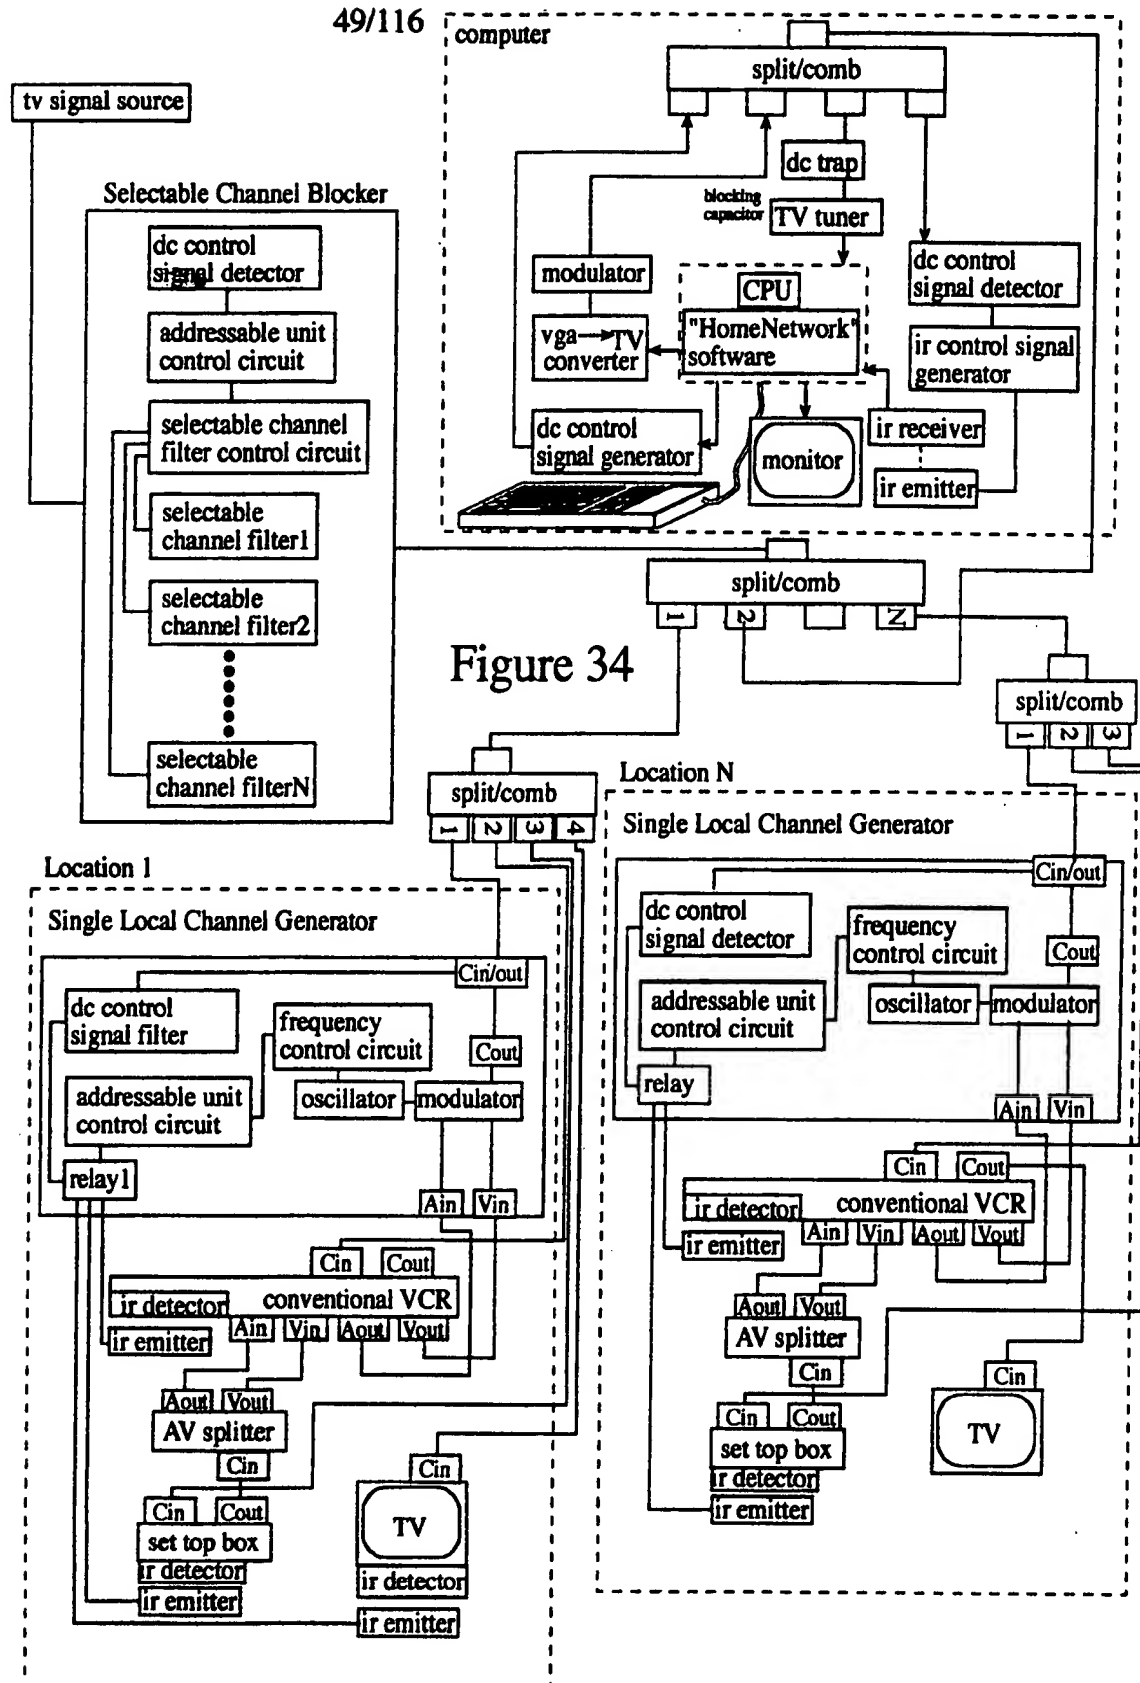 49/116
computer
split/comb
tv signal source
dc trap
blocking
capacitor
TV tuner
Selectable Channel Blocker
dc control
signal detector
addressable unit
control circuit
selectable channel
filter control circuit
selectable
channel filter1
selectable
channel filter2
selectable
channel filterN
modulator
vga TV
converter
CPU
"HomeNetwork"
software
dc control
signal detector
ir control signal
generator
dc control
signal generator
monitor
ir receiver
ir emitter
split/comb
1
2
N
Figure 34
split/comb
1
2
3
split/comb
1
2
3
4
Location 1
Single Local Channel Generator
Cin/out
dc control
signal filter
frequency
control circuit
Cout
addressable unit
control circuit
oscillator
modulator
relay1
Ain
Vin
Cin
Cout
ir detector
conventional VCR
ir emitter
Ain
Vin
Aout
Vout
Aout
Vout
AV splitter
Cin
Cin
Cout
set top box
ir detector
ir emitter
Cin
TV
ir detector
ir emitter
Location N
Single Local Channel Generator
Cin/out
dc control
signal detector
frequency
control circuit
Cout
addressable unit
control circuit
oscillator
modulator
relay
Ain
Vin
Cin
Cout
ir detector
conventional VCR
ir emitter
Ain
Vin
Aout
Vout
Aout
Vout
AV splitter
Cin
Cin
Cout
set top box
ir detector
ir emitter
Cin
TV